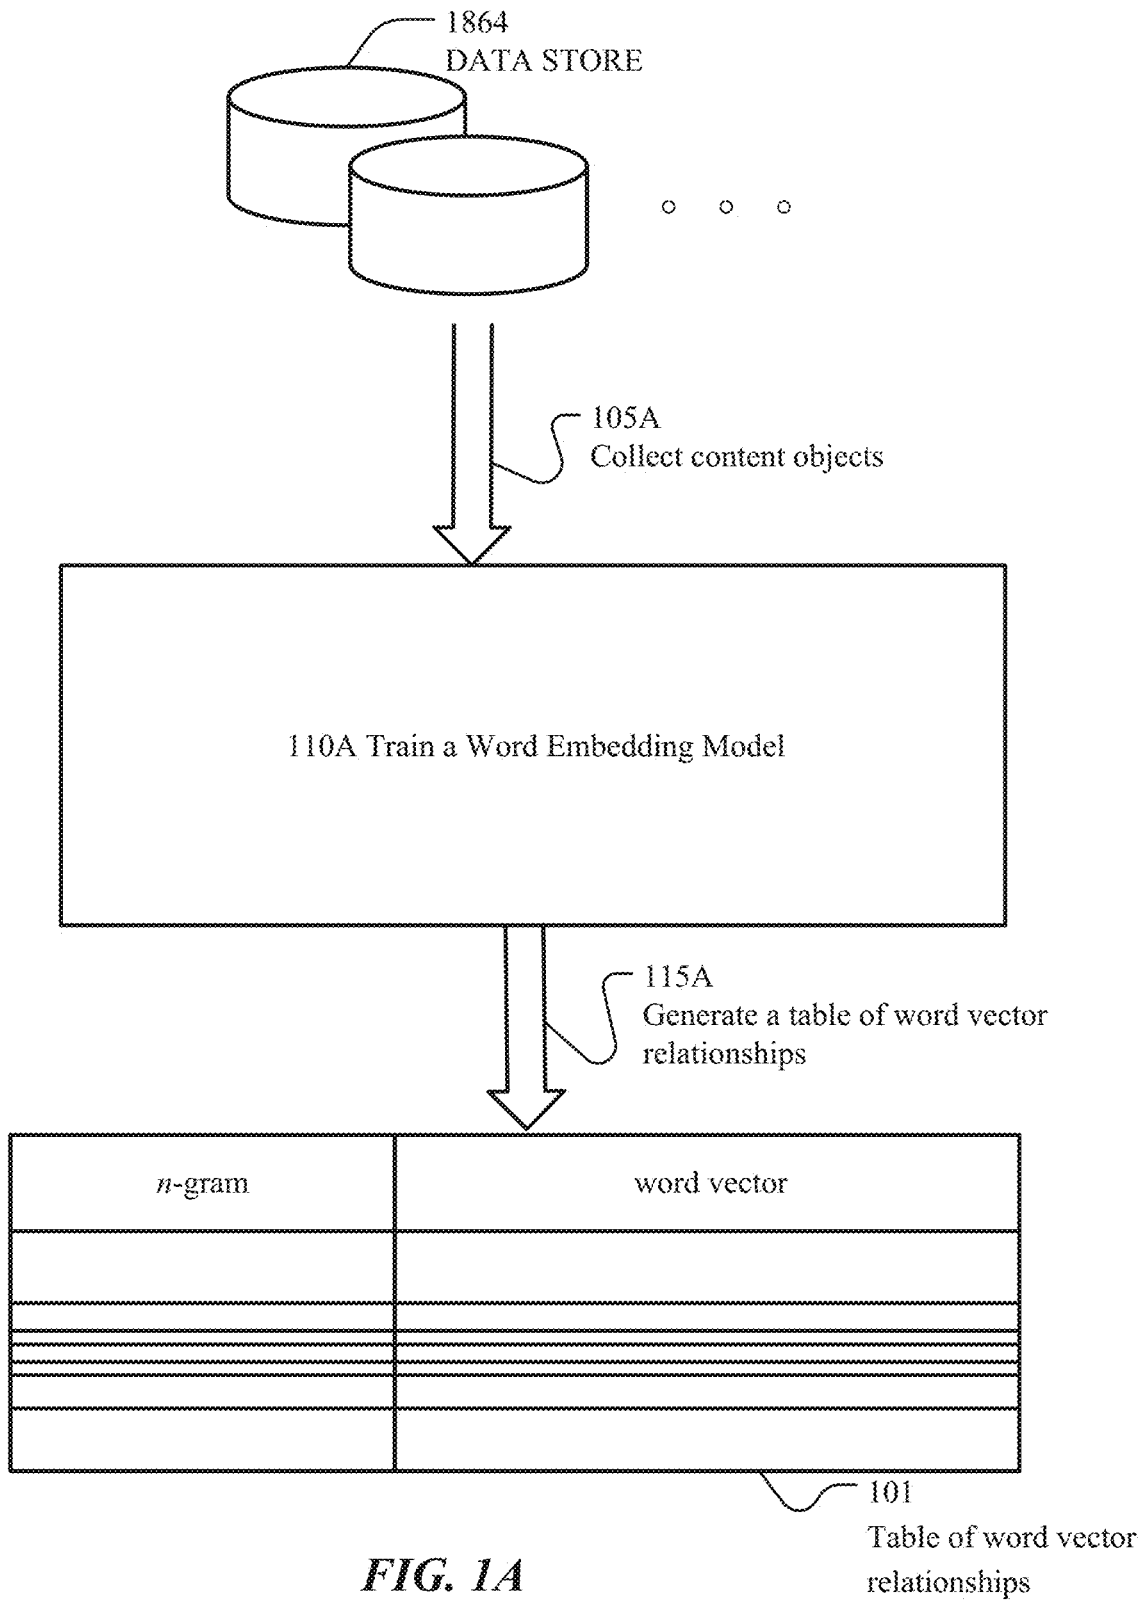 1864
DATA STORE
105A
Collect content objects
110A Train a Word Embedding Model
115A
Generate a table of word vector
relationships
n-gram
word vector
101
Table of word vector
relationships
FIG. 1A